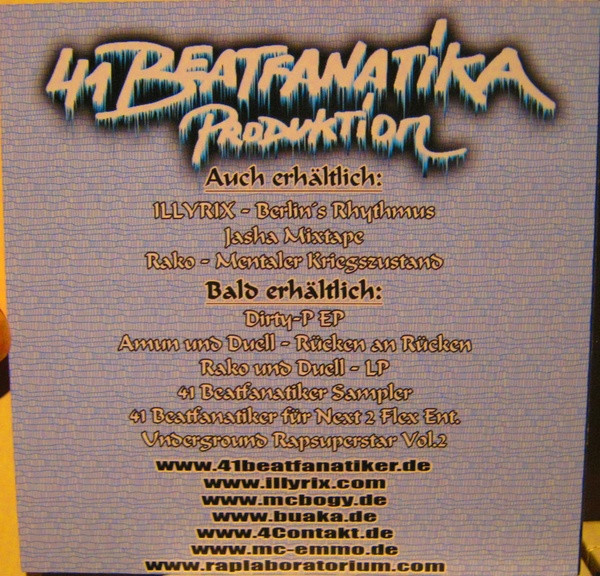 41 BEATFANATIKA
PRODUKTION
Auch erhältlich:
ILLYRIX - Berlin´s Rhythmus
Jasha Mixtape
Rako - Mentaler Kriegszustand
Bald erhältlich:
Dirty-P EP
Amun und Duell - Rücken an Rücken
Rako und Duell - LP
41 Beatfanatiker Sampler
41 Beatfanatiker für Next 2 Flex Ent.
Underground Rapsuperstar Vol.2
www.41beatfanatiker.de
www.illyrix.com
www.mcbogy.de
www.buaka.de
www.4Contakt.de
www.mc-emmo.de
www.raplaboratorium.com